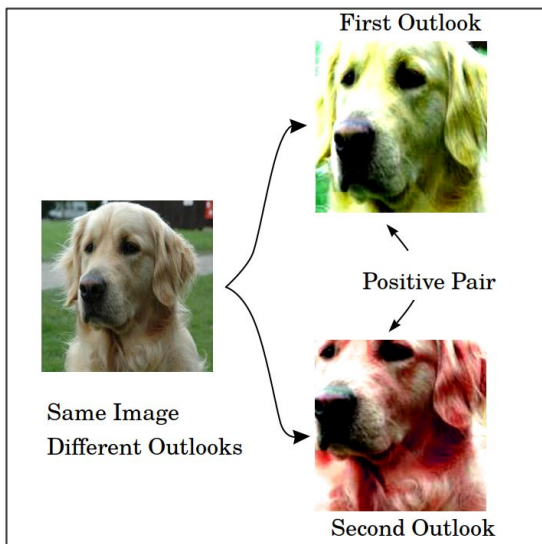 First Outlook
Positive Pair
Same Image
Different Outlooks
Second Outlook